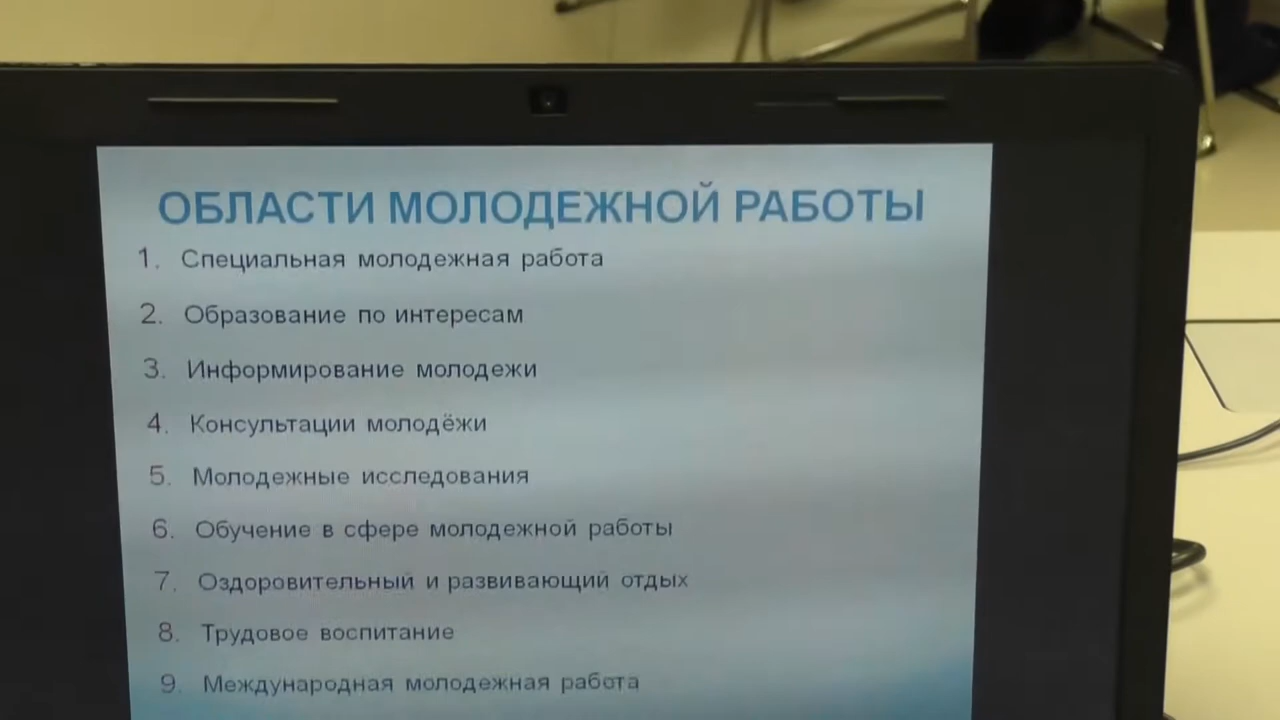 ОБЛАСТИ МОЛОДЕЖНОЙ РАБОТЫ
1. Специальная молодежная работа
2. Образование по интересам
3. Информирование молодежи
4. Консультации молодёжи
5. Молодежные исследования
6. Обучение в сфере молодежной работы
7. Оздоровительный и развивающий отдых
8. Трудовое воспитание
9. Международная молодежная работа